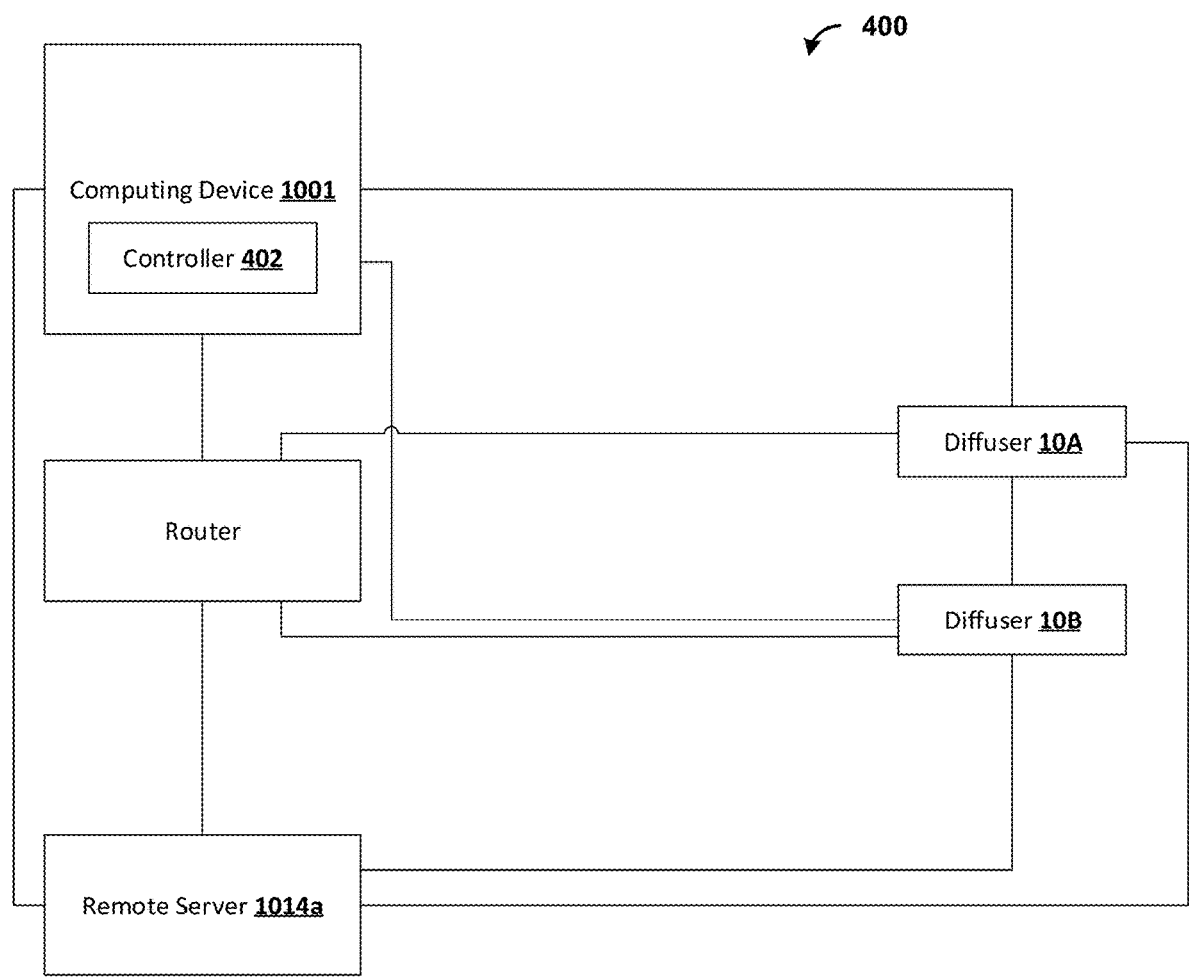 400
Computing Device 1001
Controller 402
Diffuser 10A
Router
Diffuser 10B
Remote Server 1014a